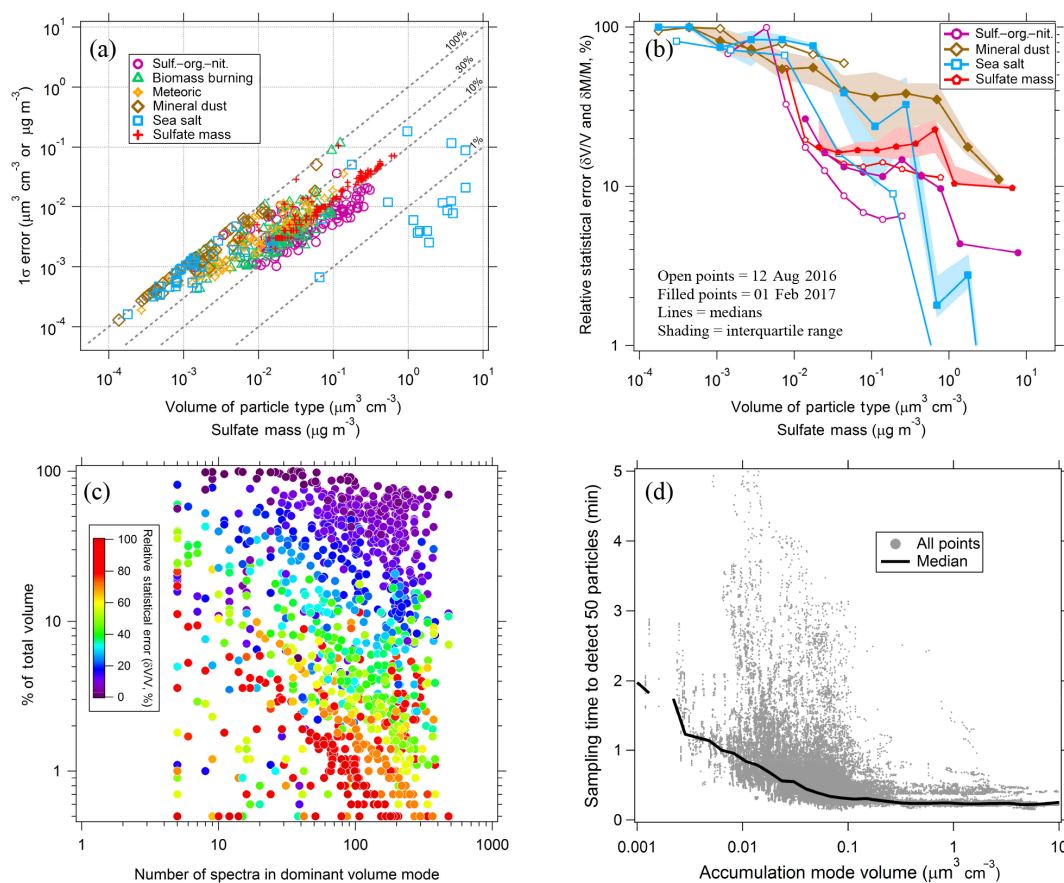 (a)
Sulf.-org.-nit.
Biomass burning
Meteoric
Mineral dust
Sea salt
Sulfate mass
100%
30%
10%
1%
10¹
10⁰
10⁻¹
10⁻²
10⁻³
10⁻⁴
1σ error (μm³ cm⁻³ or μg m⁻³)
10⁻⁴ 10⁻³ 10⁻² 10⁻¹ 10⁰ 10¹
Volume of particle type (μm³ cm⁻³)
Sulfate mass (μg m⁻³)
(b)
Sulf.-org.-nit.
Mineral dust
Sea salt
Sulfate mass
Open points = 12 Aug 2016
Filled points = 01 Feb 2017
Lines = medians
Shading = interquartile range
100
10
1
Relative statistical error (δV/V and δM/M, %)
10⁻⁴ 10⁻³ 10⁻² 10⁻¹ 10⁰ 10¹
Volume of particle type (μm³ cm⁻³)
Sulfate mass (μg m⁻³)
(c)
100
80
60
40
20
0
Relative statistical error (δV/V, %)
100
10
1
% of total volume
1 10 100 1000
Number of spectra in dominant volume mode
(d)
All points
Median
5
4
3
2
1
0
Sampling time to detect 50 particles (min)
0.001 0.01 0.1 1 10
Accumulation mode volume (μm³ cm⁻³)